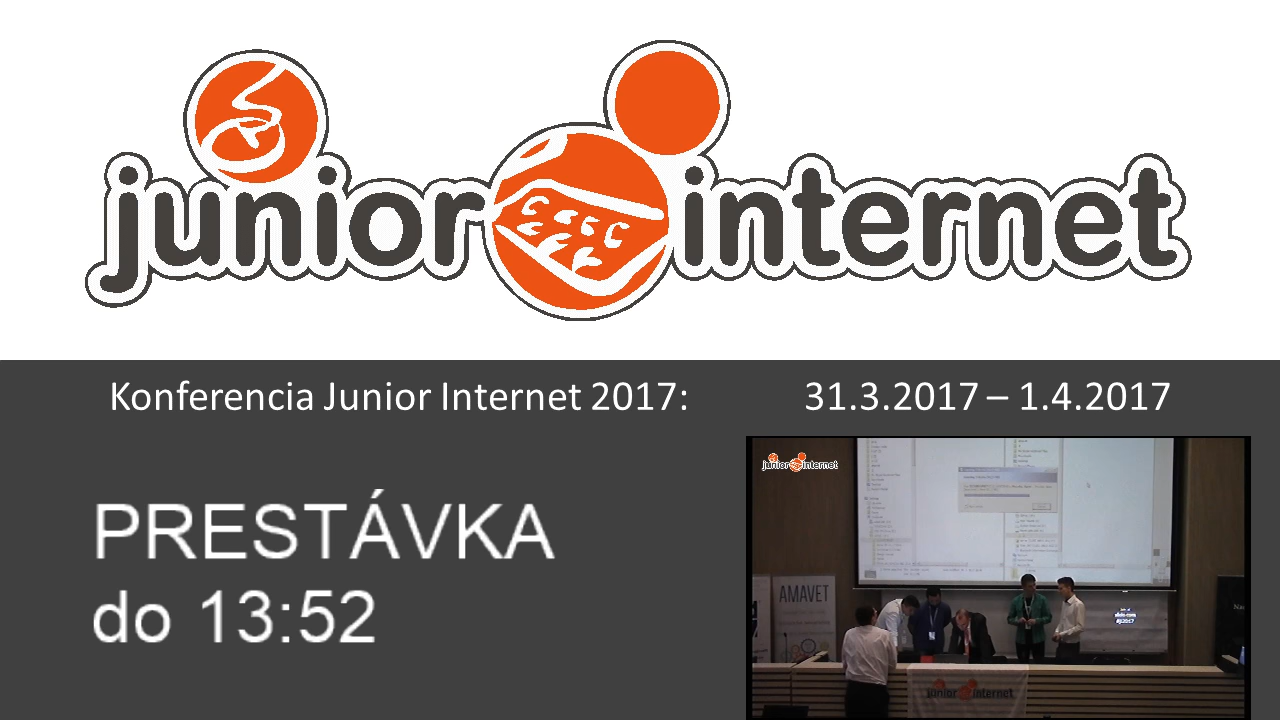 junior internet
Konferencia Junior Internet 2017: 31.3.2017 – 1.4.2017
PRESTÁVKA
do 13:52
junior internet
AMAVET
#JI2017
junior internet